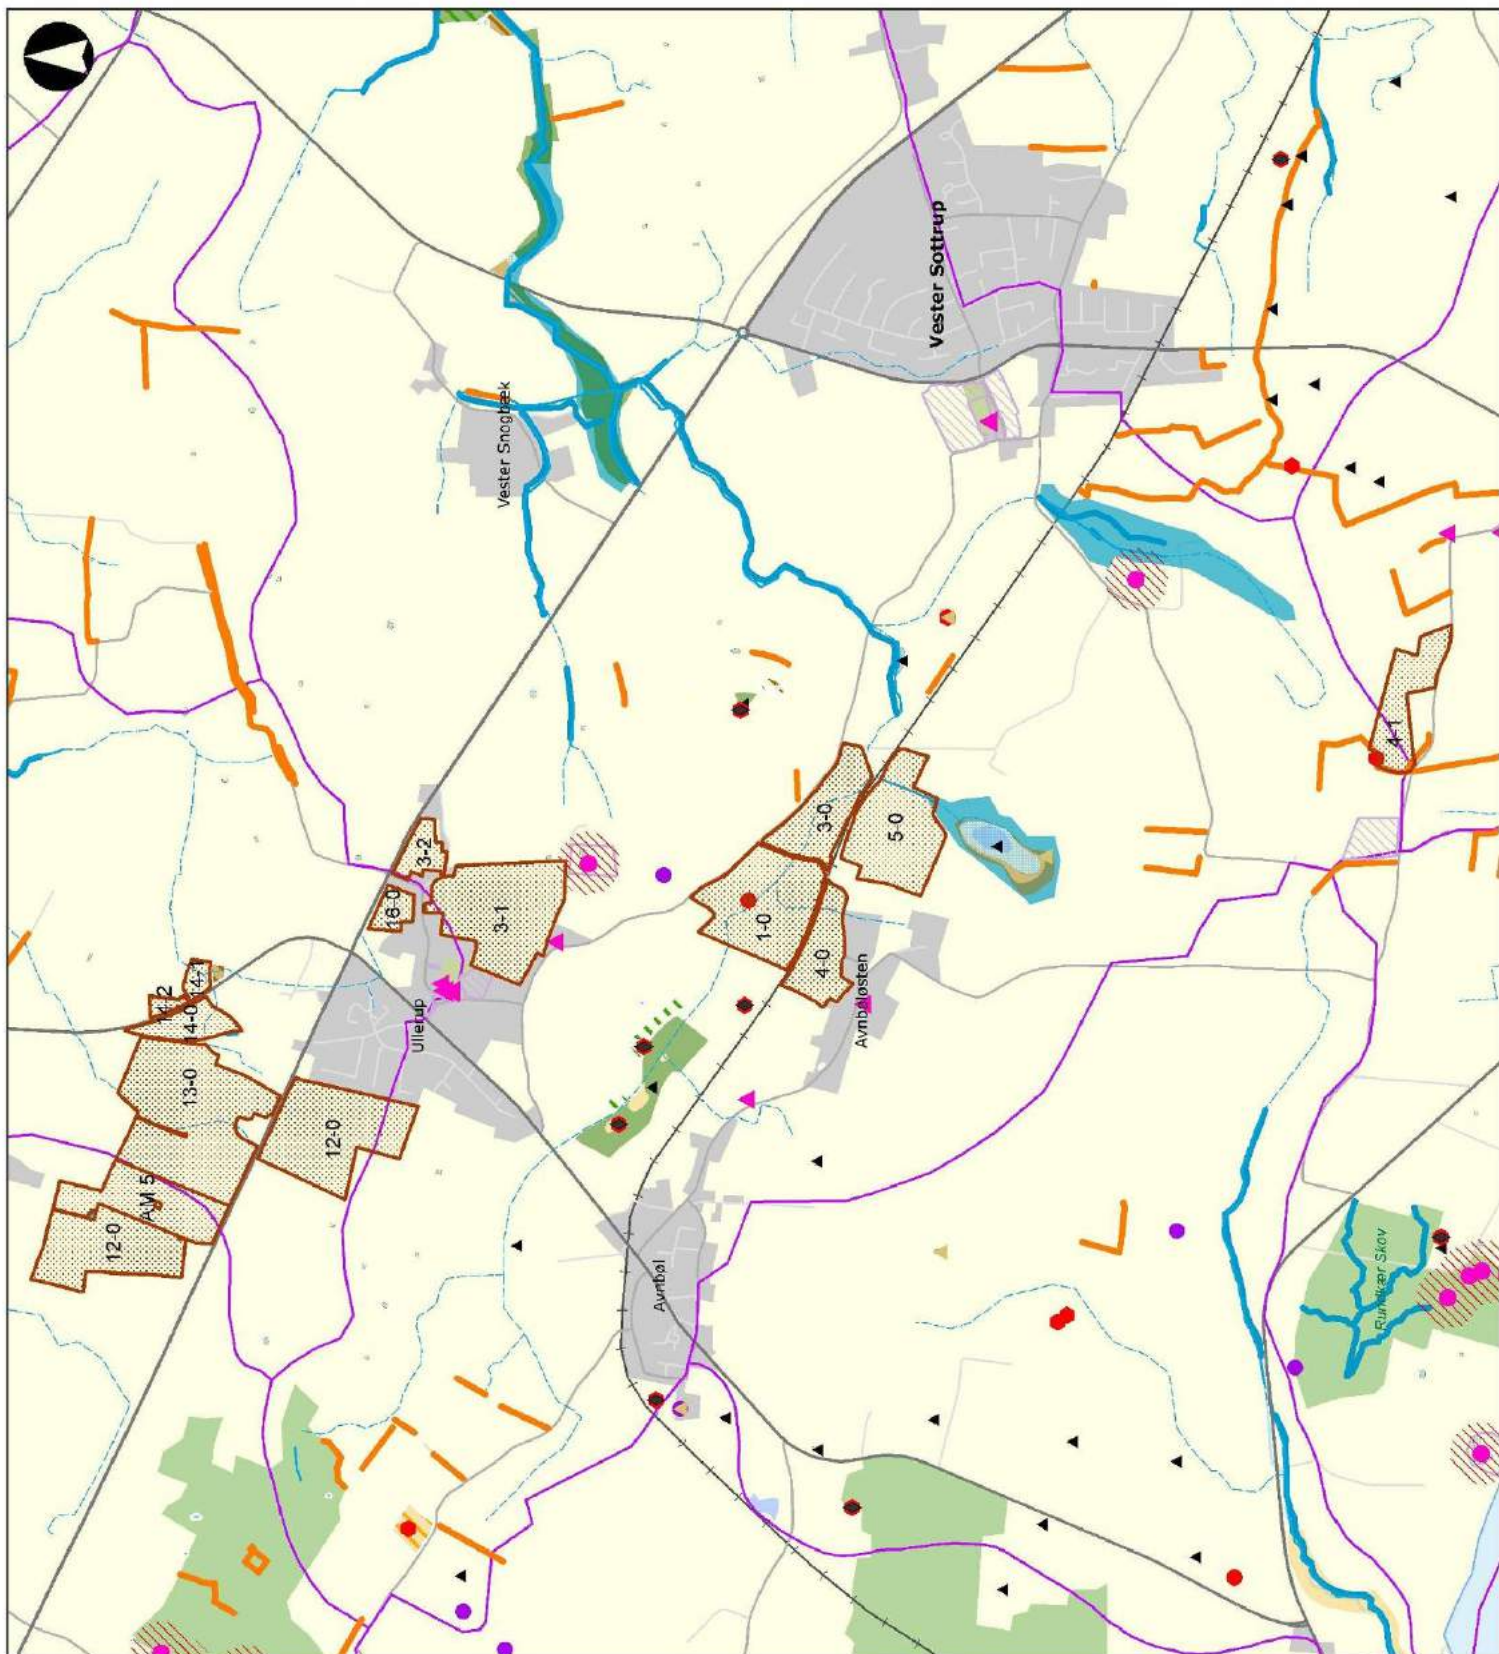 Vester Sottrup
Vester Snogbæk
3-2
16-0
3-1
14-2
14-1
14-0
13-0
12-0
AM 5
12-0
Ullerup
3-0
5-0
1-0
4-0
4-1
Avnbøløsten
Avnbøl
Rundkær Skov